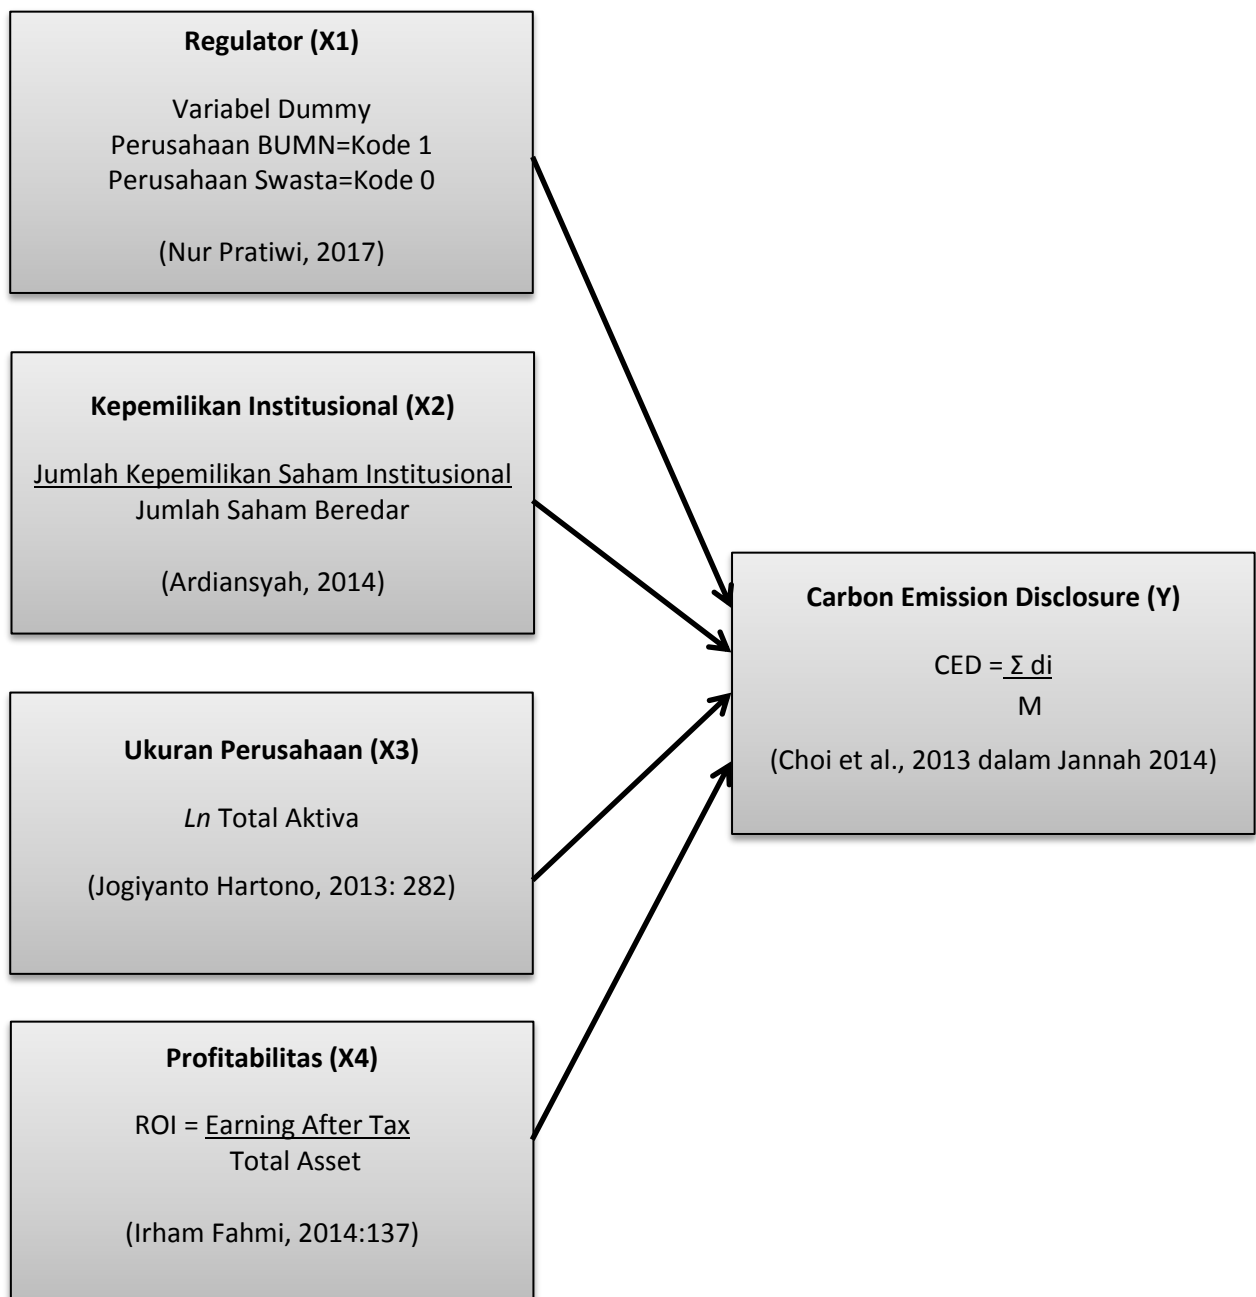 Regulator (X1)
Variabel Dummy
Perusahaan BUMN=Kode 1
Perusahaan Swasta=Kode 0
(Nur Pratiwi, 2017)
Kepemilikan Institusional (X2)
Jumlah Kepemilikan Saham Institusional
Jumlah Saham Beredar
(Ardiansyah, 2014)
Ukuran Perusahaan (X3)
Ln Total Aktiva
(Jogiyanto Hartono, 2013: 282)
Profitabilitas (X4)
ROI = Earning After Tax
Total Asset
(Irham Fahmi, 2014:137)
Carbon Emission Disclosure (Y)
CED = Σ di
M
(Choi et al., 2013 dalam Jannah 2014)